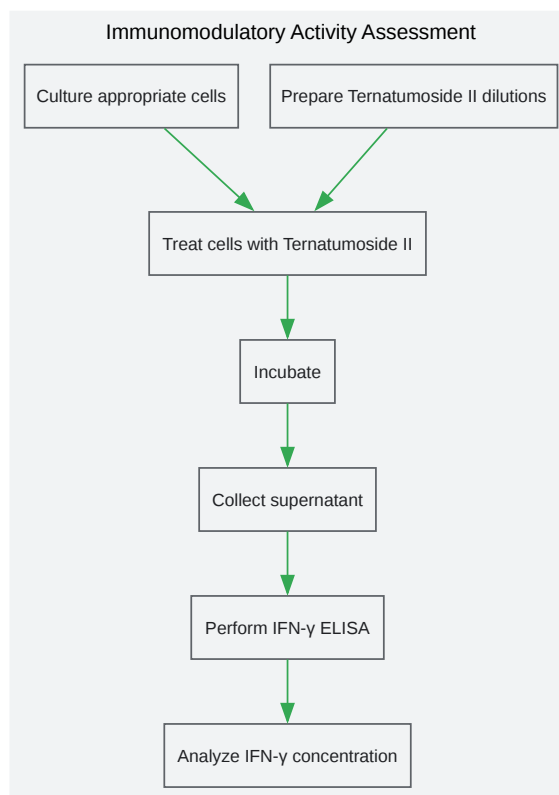 Immunomodulatory Activity Assessment
Culture appropriate cells
Prepare Ternatumoside II dilutions
Treat cells with Ternatumoside II
Incubate
Collect supernatant
Perform IFN-γ ELISA
Analyze IFN-γ concentration